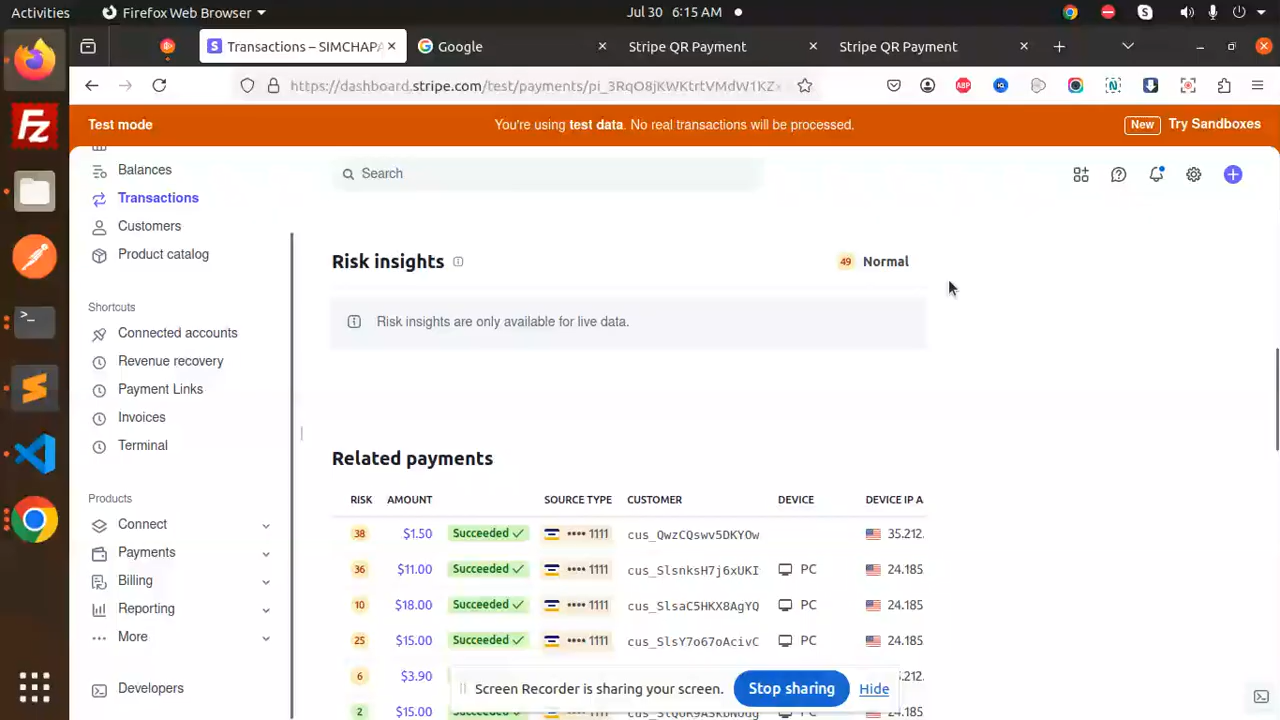 Activities
Firefox Web Browser
Jul 30 6:15 AM
Transactions – SIMCHAPA
Google
Stripe QR Payment
Stripe QR Payment
https://dashboard.stripe.com/test/payments/pi_3RqO8jKWKtrtVMdW1KZ
Test mode
You're using test data. No real transactions will be processed.
New
Try Sandboxes
Balances
Transactions
Customers
Product catalog
Shortcuts
Connected accounts
Revenue recovery
Payment Links
Invoices
Terminal
Products
Connect
Payments
Billing
Reporting
More
Developers
Search
Risk insights
49 Normal
Risk insights are only available for live data.
Related payments
RISK AMOUNT SOURCE TYPE CUSTOMER DEVICE DEVICE IP A
38 $1.50 Succeeded •••• 1111 cus_QwzCQswv5DKYOw 35.212.
36 $11.00 Succeeded •••• 1111 cus_SlsnksH7j6xUKI PC 24.185
10 $18.00 Succeeded •••• 1111 cus_SlsaC5HKX8AgYQ PC 24.185
25 $15.00 Succeeded •••• 1111 cus_SlsY7o67oAcivC PC 24.185
6 $3.90 5.212.
2 $15.00 24.185
Screen Recorder is sharing your screen.
Stop sharing
Hide